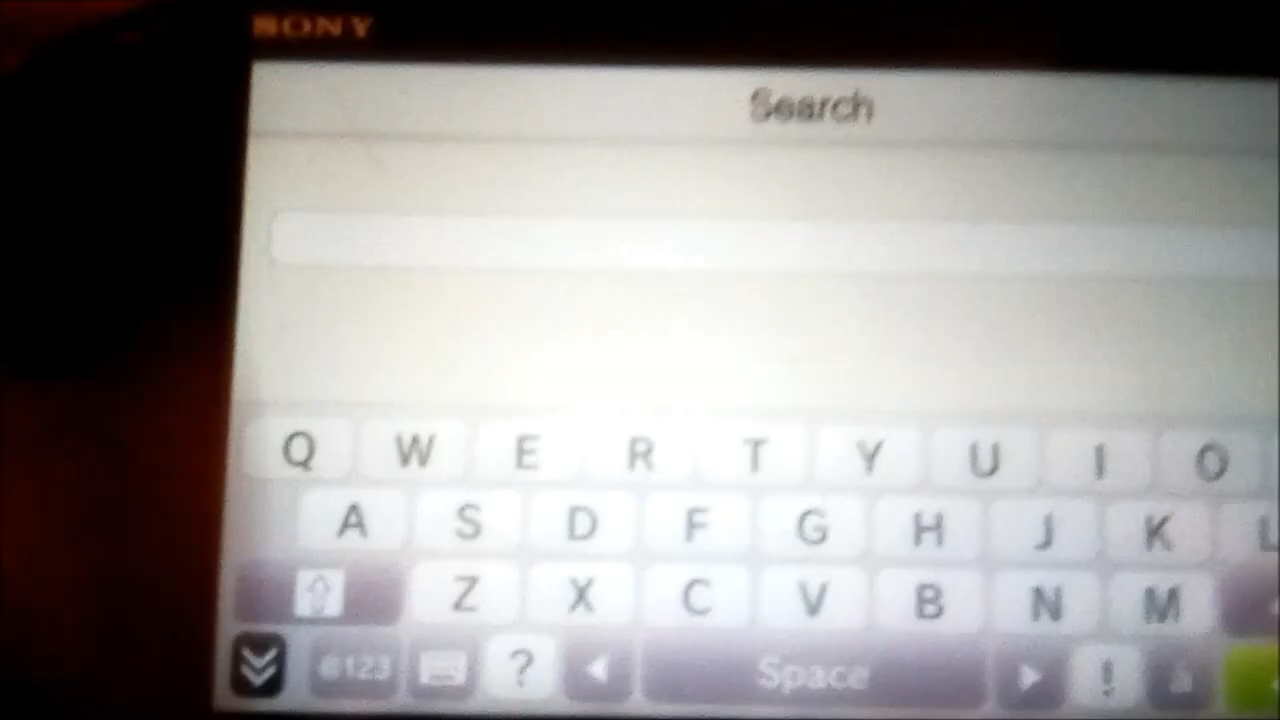 SONY
Search
Q W E R T Y U I O
A S D F G H J K L
Z X C V B N M
@123 ? Space ! a